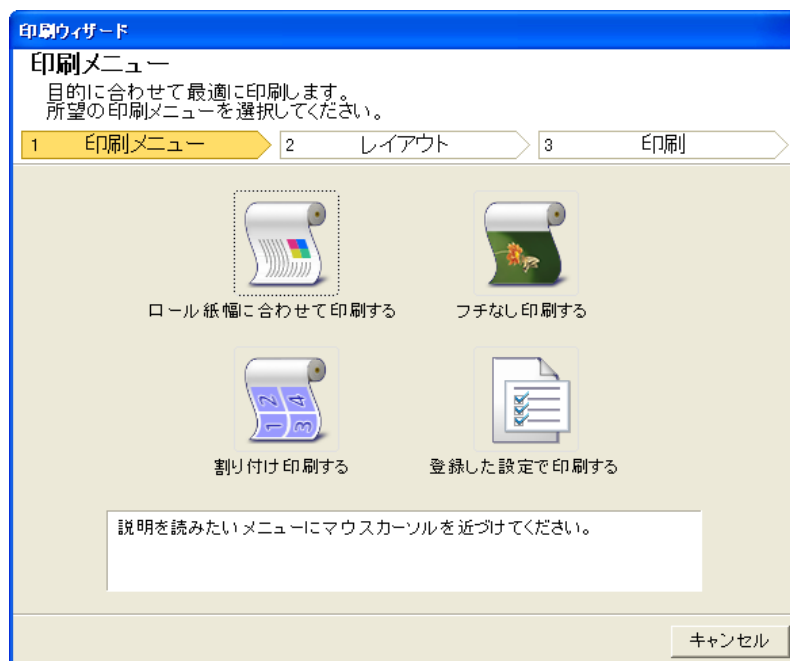 印刷ウィザード
印刷メニュー
目的に合わせて最適に印刷します。
所望の印刷メニューを選択してください。
1 印刷メニュー 2 レイアウト 3 印刷
ロール紙幅に合わせて印刷する フチなし印刷する
1 2 3 4
割り付け印刷する 登録した設定で印刷する
説明を読みたいメニューにマウスカーソルを近づけてください。
キャンセル